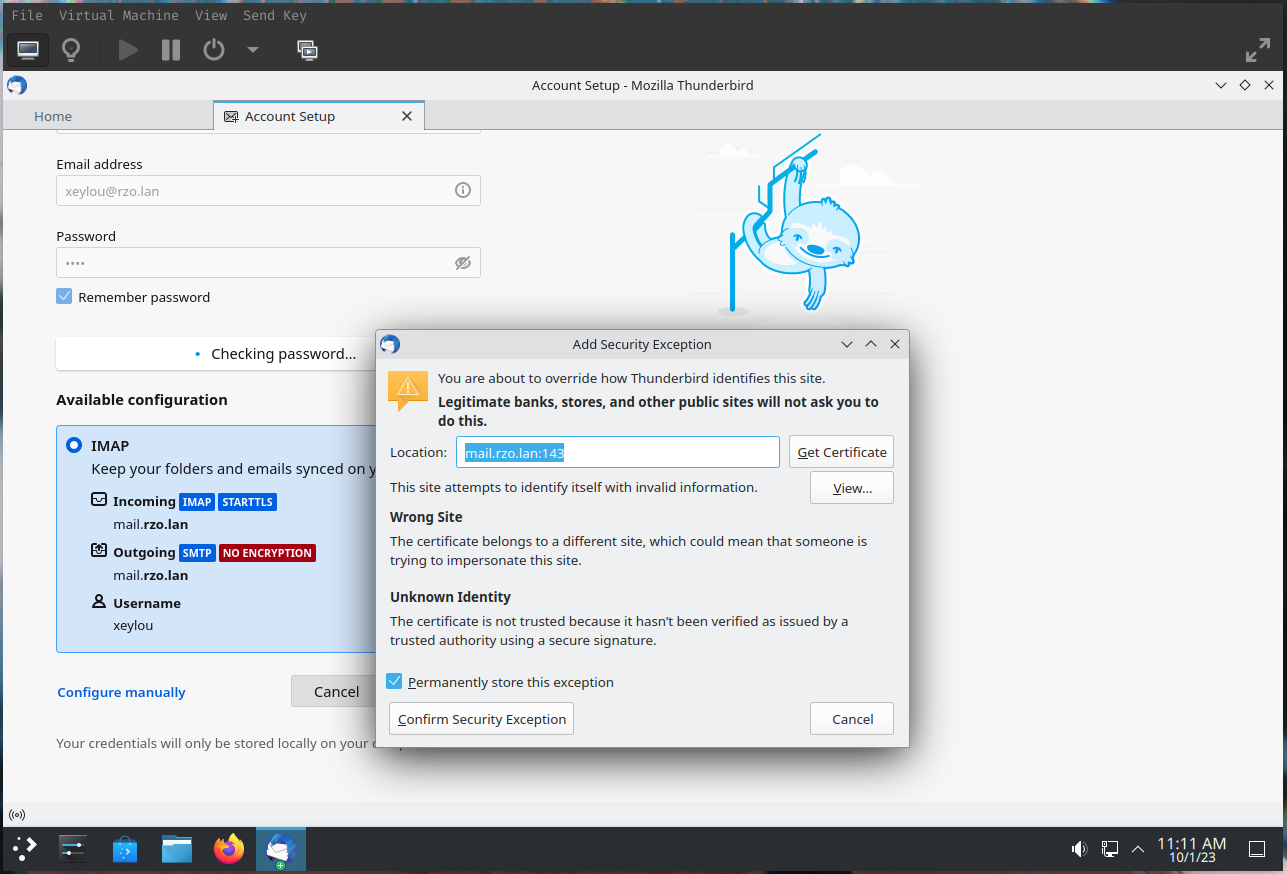 File Virtual Machine View Send Key
Account Setup - Mozilla Thunderbird
Home
Account Setup
Email address
xeylou@rzo.lan
Password
••••
Remember password
Checking password…
Available configuration
IMAP
Keep your folders and emails synced on
Incoming IMAP STARTTLS
mail.rzo.lan
Outgoing SMTP NO ENCRYPTION
mail.rzo.lan
Username
xeylou
Configure manually
Cancel
Your credentials will only be stored locally on your
Add Security Exception
You are about to override how Thunderbird identifies this site.
Legitimate banks, stores, and other public sites will not ask you to
do this.
Location: mail.rzo.lan:143 Get Certificate
This site attempts to identify itself with invalid information. View…
Wrong Site
The certificate belongs to a different site, which could mean that someone is
trying to impersonate this site.
Unknown Identity
The certificate is not trusted because it hasn’t been verified as issued by a
trusted authority using a secure signature.
Permanently store this exception
Confirm Security Exception Cancel
11:11 AM
10/1/23